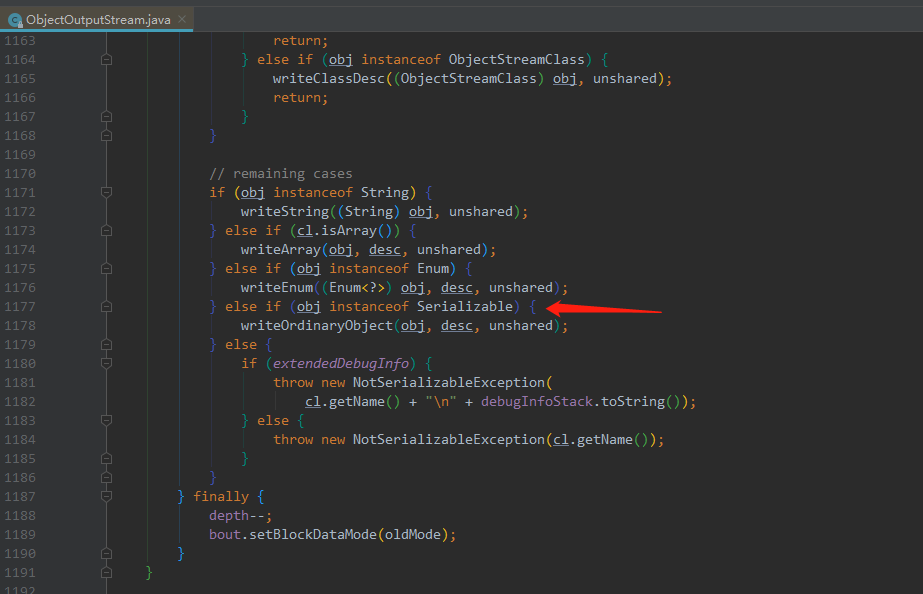 ObjectOutputStream.java ×
1163                 return;
1164             } else if (obj instanceof ObjectStreamClass) {
1165                 writeClassDesc((ObjectStreamClass) obj, unshared);
1166                 return;
1167             }
1168         }
1169
1170         // remaining cases
1171         if (obj instanceof String) {
1172             writeString((String) obj, unshared);
1173         } else if (cl.isArray()) {
1174             writeArray(obj, desc, unshared);
1175         } else if (obj instanceof Enum) {
1176             writeEnum((Enum<?>) obj, desc, unshared);
1177         } else if (obj instanceof Serializable) {
1178             writeOrdinaryObject(obj, desc, unshared);
1179         } else {
1180             if (extendedDebugInfo) {
1181                 throw new NotSerializableException(
1182                     cl.getName() + "\n" + debugInfoStack.toString());
1183             } else {
1184                 throw new NotSerializableException(cl.getName());
1185             }
1186         }
1187     } finally {
1188         depth--;
1189         bout.setBlockDataMode(oldMode);
1190     }
1191 }
1192